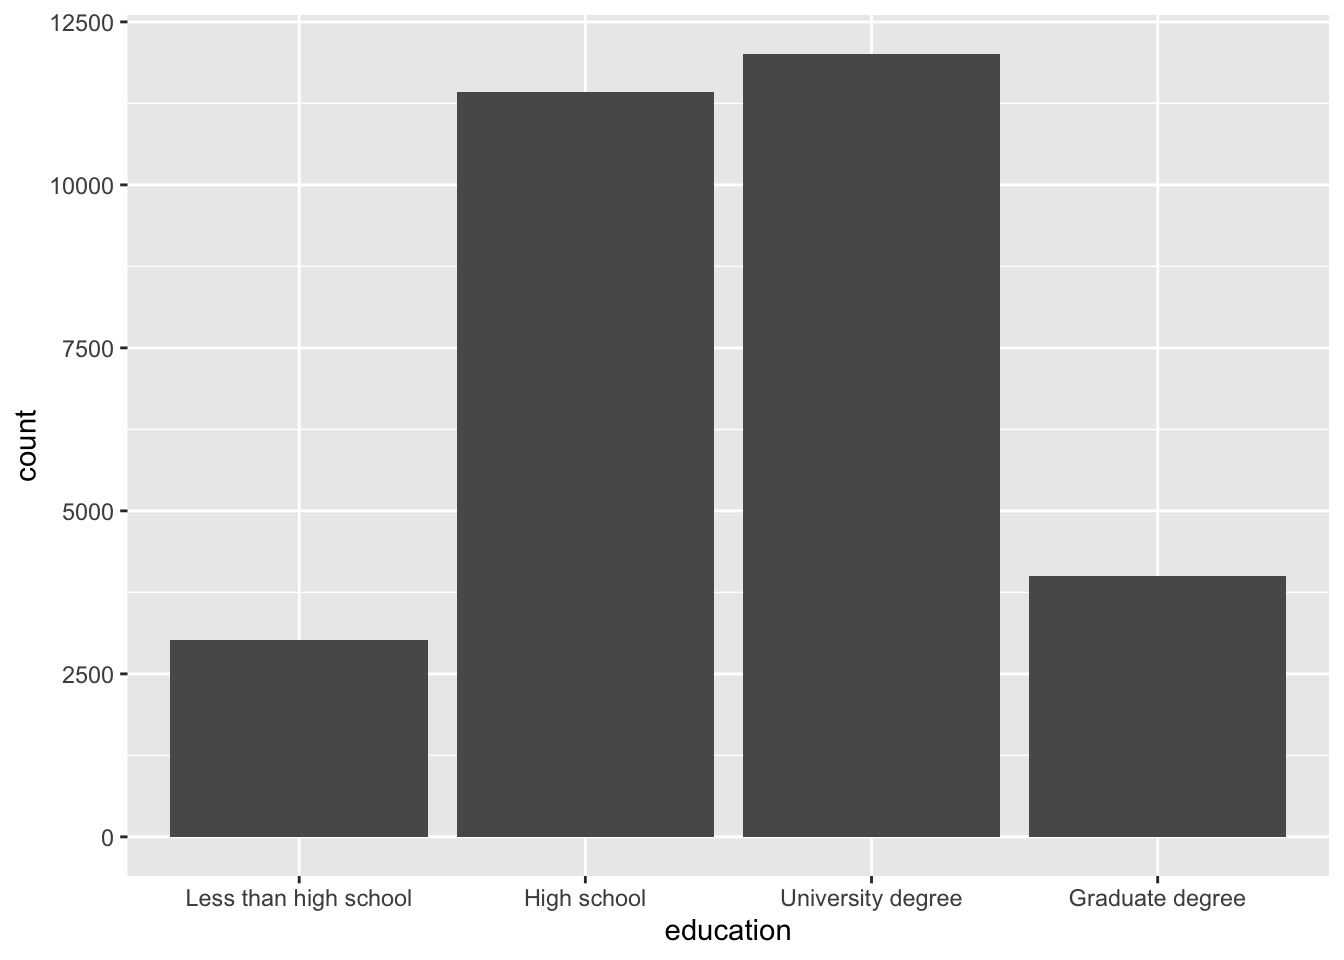 12500
10000
7500
5000
2500
0
count
Less than high school
High school
University degree
Graduate degree
education